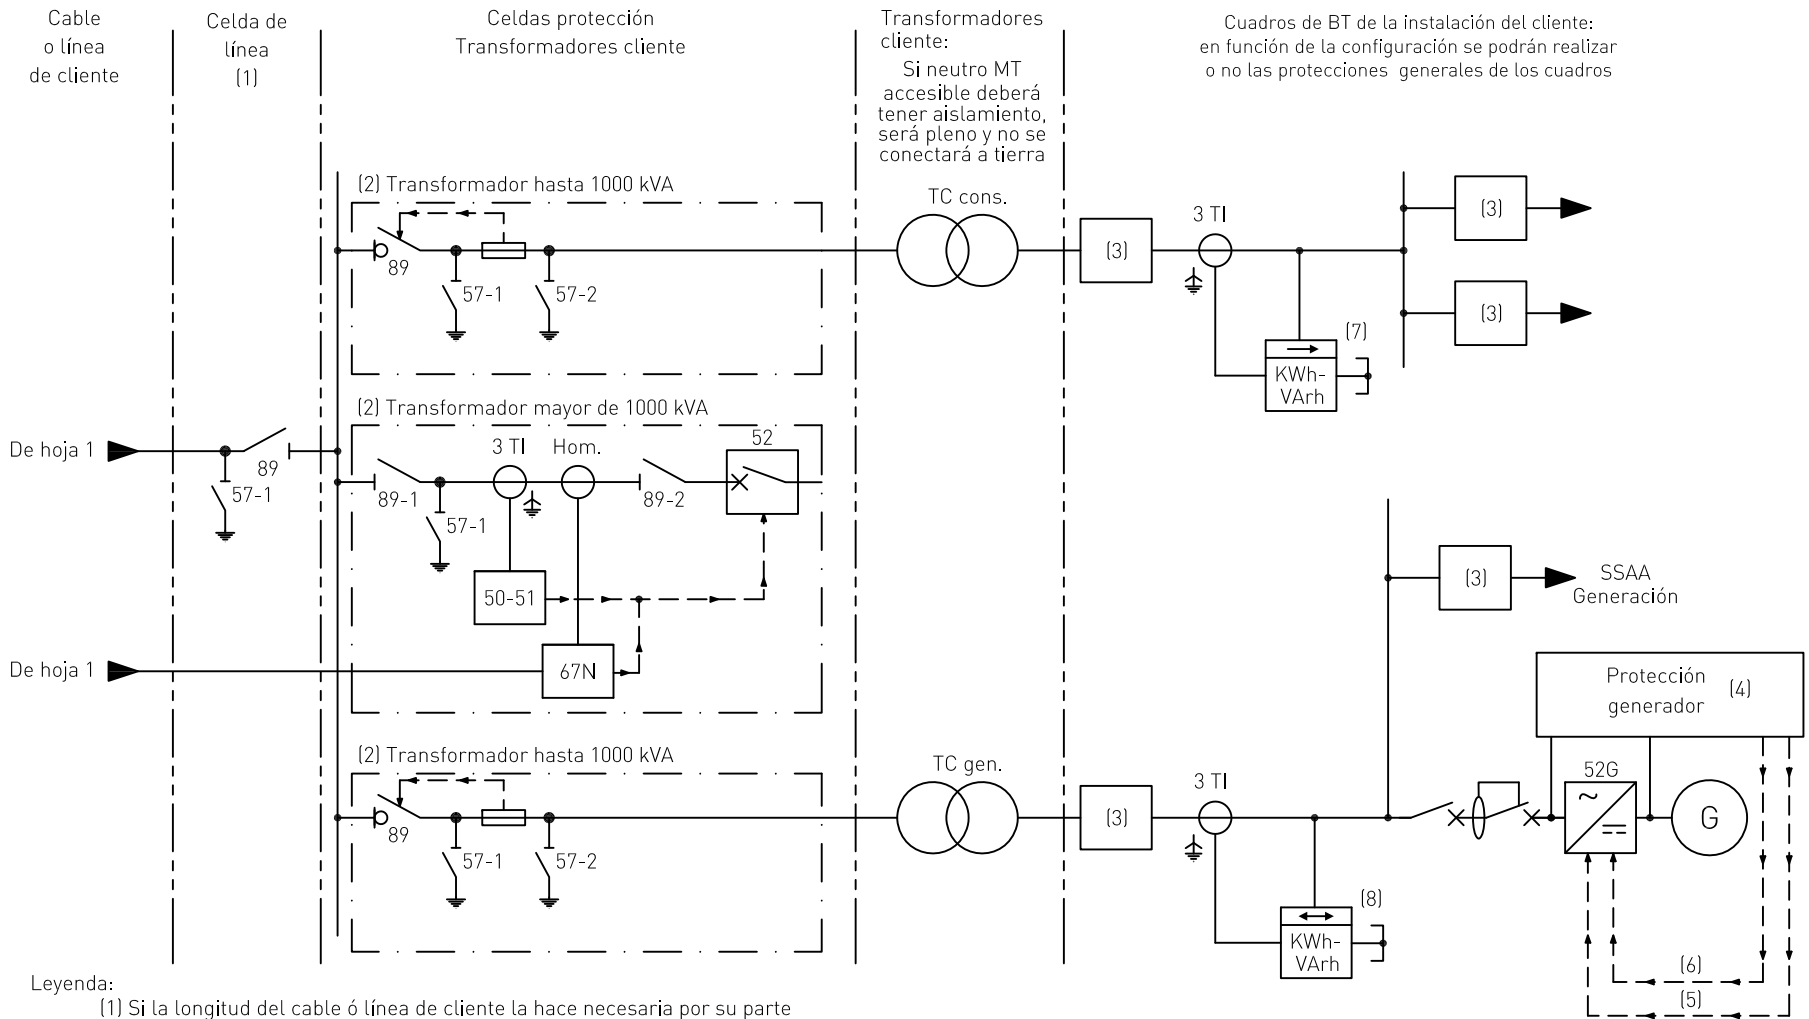 Cable
o línea
de cliente
Celda de
línea
(1)
Celdas protección
Transformadores cliente
Transformadores
cliente:
Si neutro MT
accesible deberá
tener aislamiento,
será pleno y no se
conectará a tierra
Cuadros de BT de la instalación del cliente:
en función de la configuración se podrán realizar
o no las protecciones generales de los cuadros
(2) Transformador hasta 1000 kVA
89
57-1
57-2
TC cons.
(3)
3 TI
(3)
(3)
(7)
KWh-
VArh
(2) Transformador mayor de 1000 kVA
De hoja 1
89
57-1
89-1
57-1
3 TI
Hom.
89-2
52
50-51
De hoja 1
67N
(3)
SSAA
Generación
Protección
generador
(4)
(2) Transformador hasta 1000 kVA
89
57-1
57-2
TC gen.
(3)
3 TI
52G
G
(8)
KWh-
VArh
(6)
(5)
Leyenda:
(1) Si la longitud del cable ó línea de cliente la hace necesaria por su parte